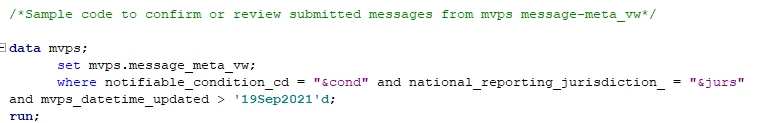 /*Sample code to confirm or review submitted messages from mvps message-meta_vw*/
data mvps;
set mvps.message_meta_vw;
where notifiable_condition_cd = "&cond" and national_reporting_jurisdiction_ = "&jurs"
and mvps_datetime_updated > '19Sep2021'd;
run;